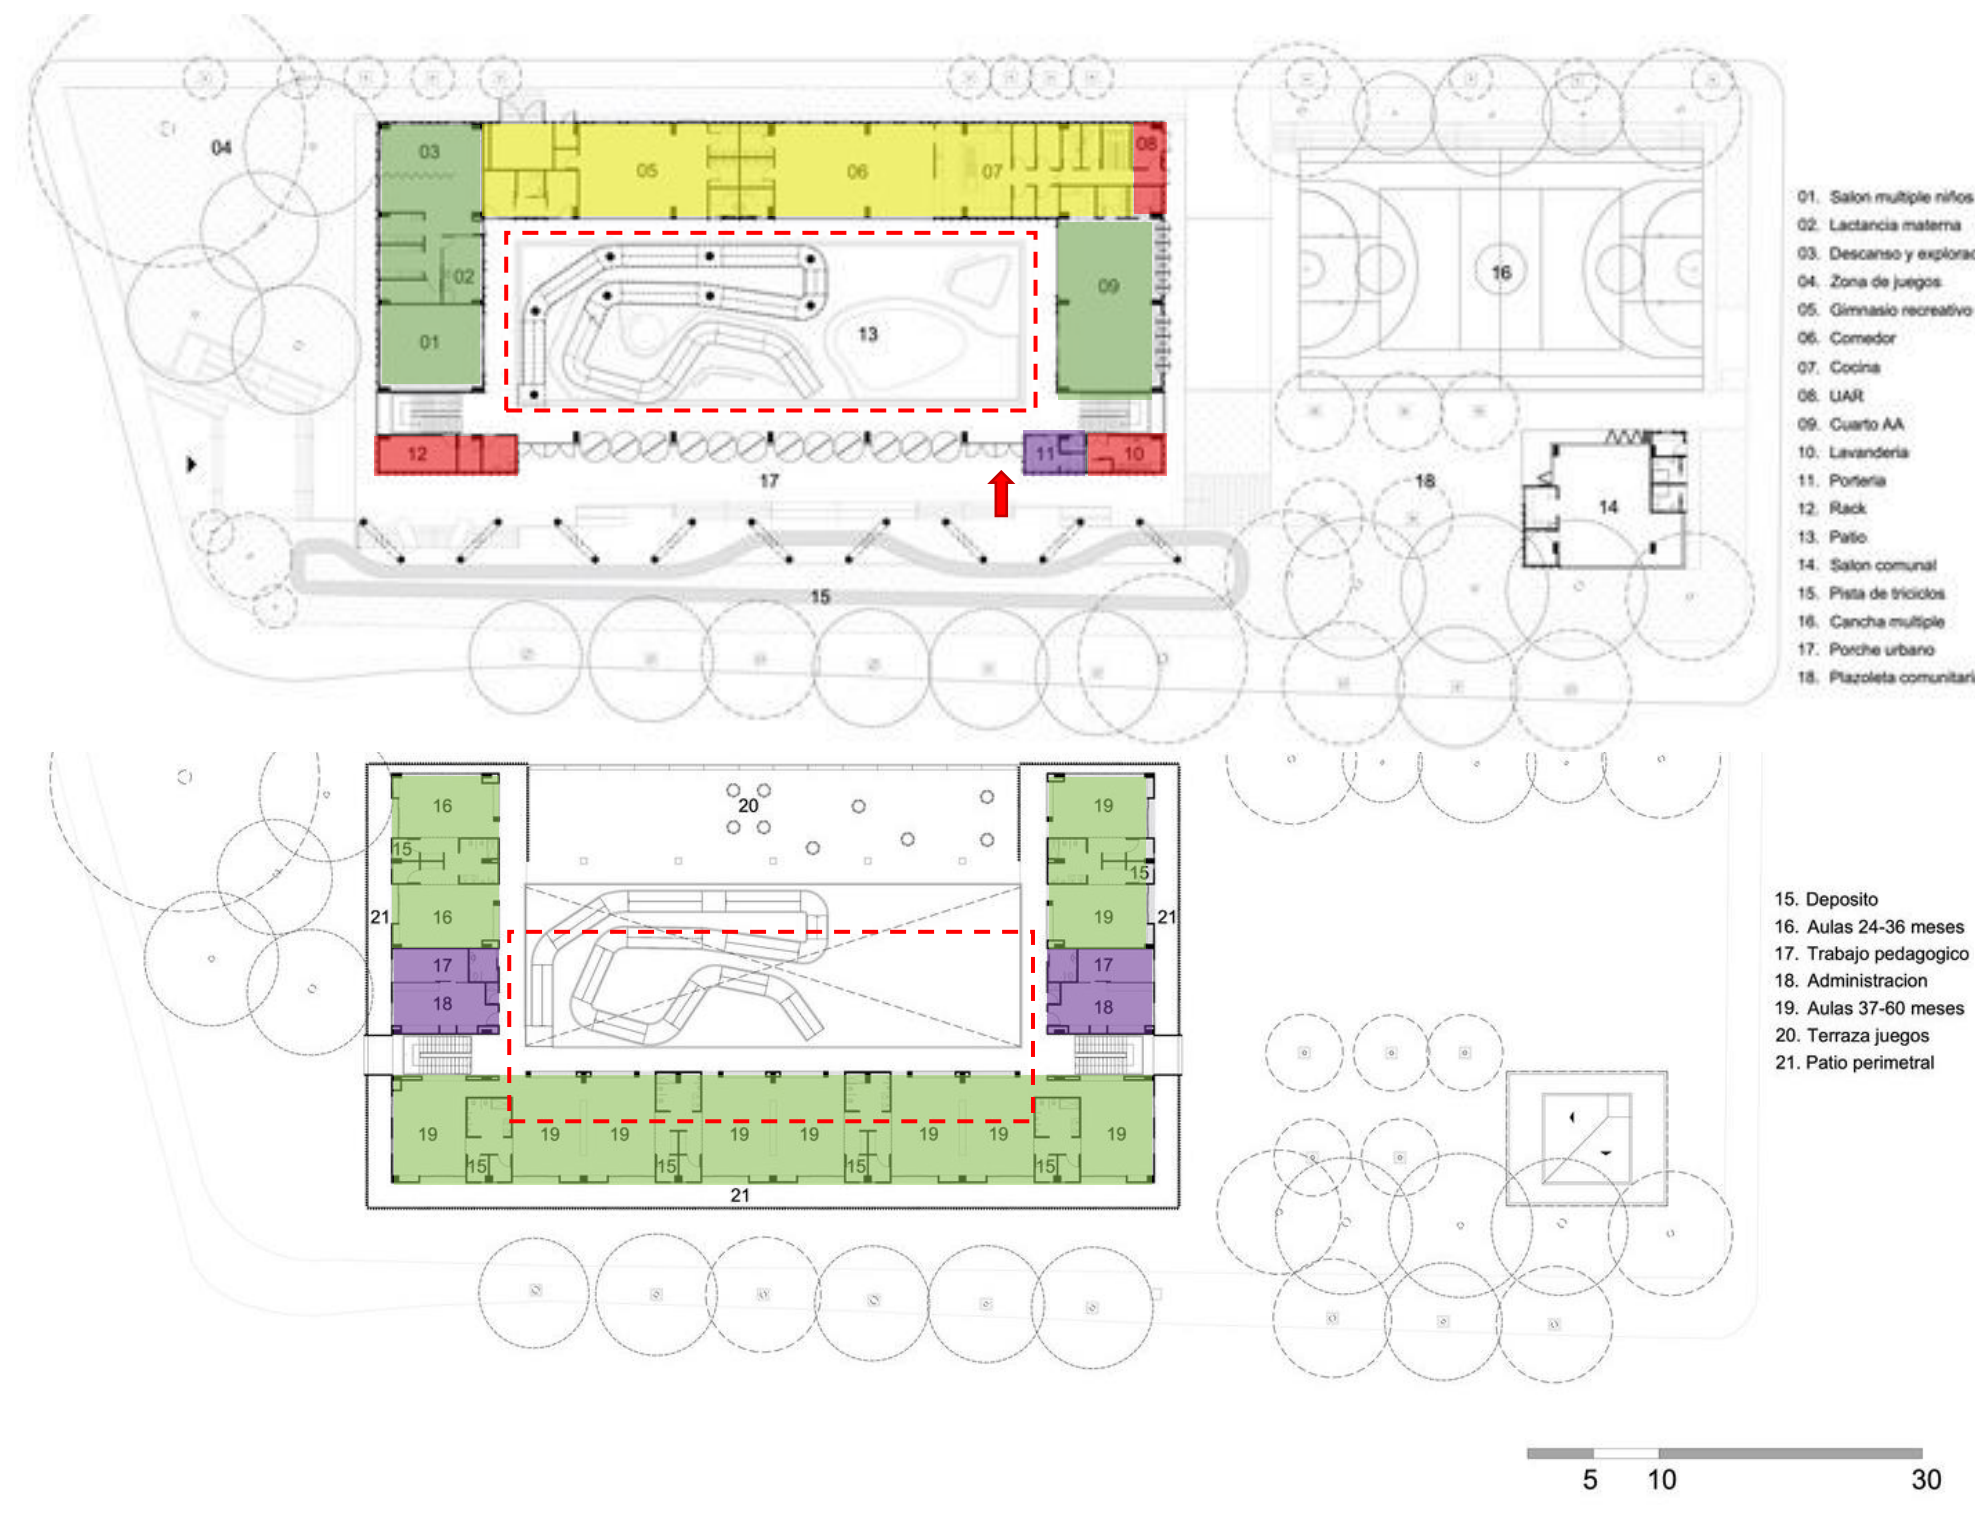 04
03
05
06
07
08
02
01
09
13
16
12
11
10
17
18
14
15
01. Salon multiple niños
02. Lactancia materna
03. Descanso y explorac
04. Zona de juegos
05. Gimnasio recreativo
06. Comedor
07. Cocina
08. UAR
09. Cuarto AA
10. Lavanderia
11. Porteria
12. Rack
13. Patio
14. Salon comunal
15. Pista de triciclos
16. Cancha multiple
17. Porche urbano
18. Plazoleta comunitari
16
20
19
15
15
21
16
19
21
17
17
18
18
19
19
19
19
19
19
19
19
15
15
15
15
21
15. Deposito
16. Aulas 24-36 meses
17. Trabajo pedagogico
18. Administracion
19. Aulas 37-60 meses
20. Terraza juegos
21. Patio perimetral
5 10 30